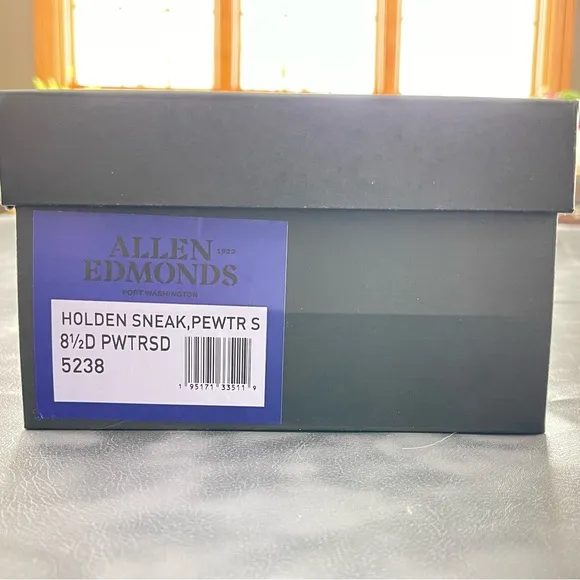 ALLEN 1922
EDMONDS
PORT WASHINGTON
HOLDEN SNEAK,PEWTR S
8½D PWTRSD
5238
1 95171 33511 9